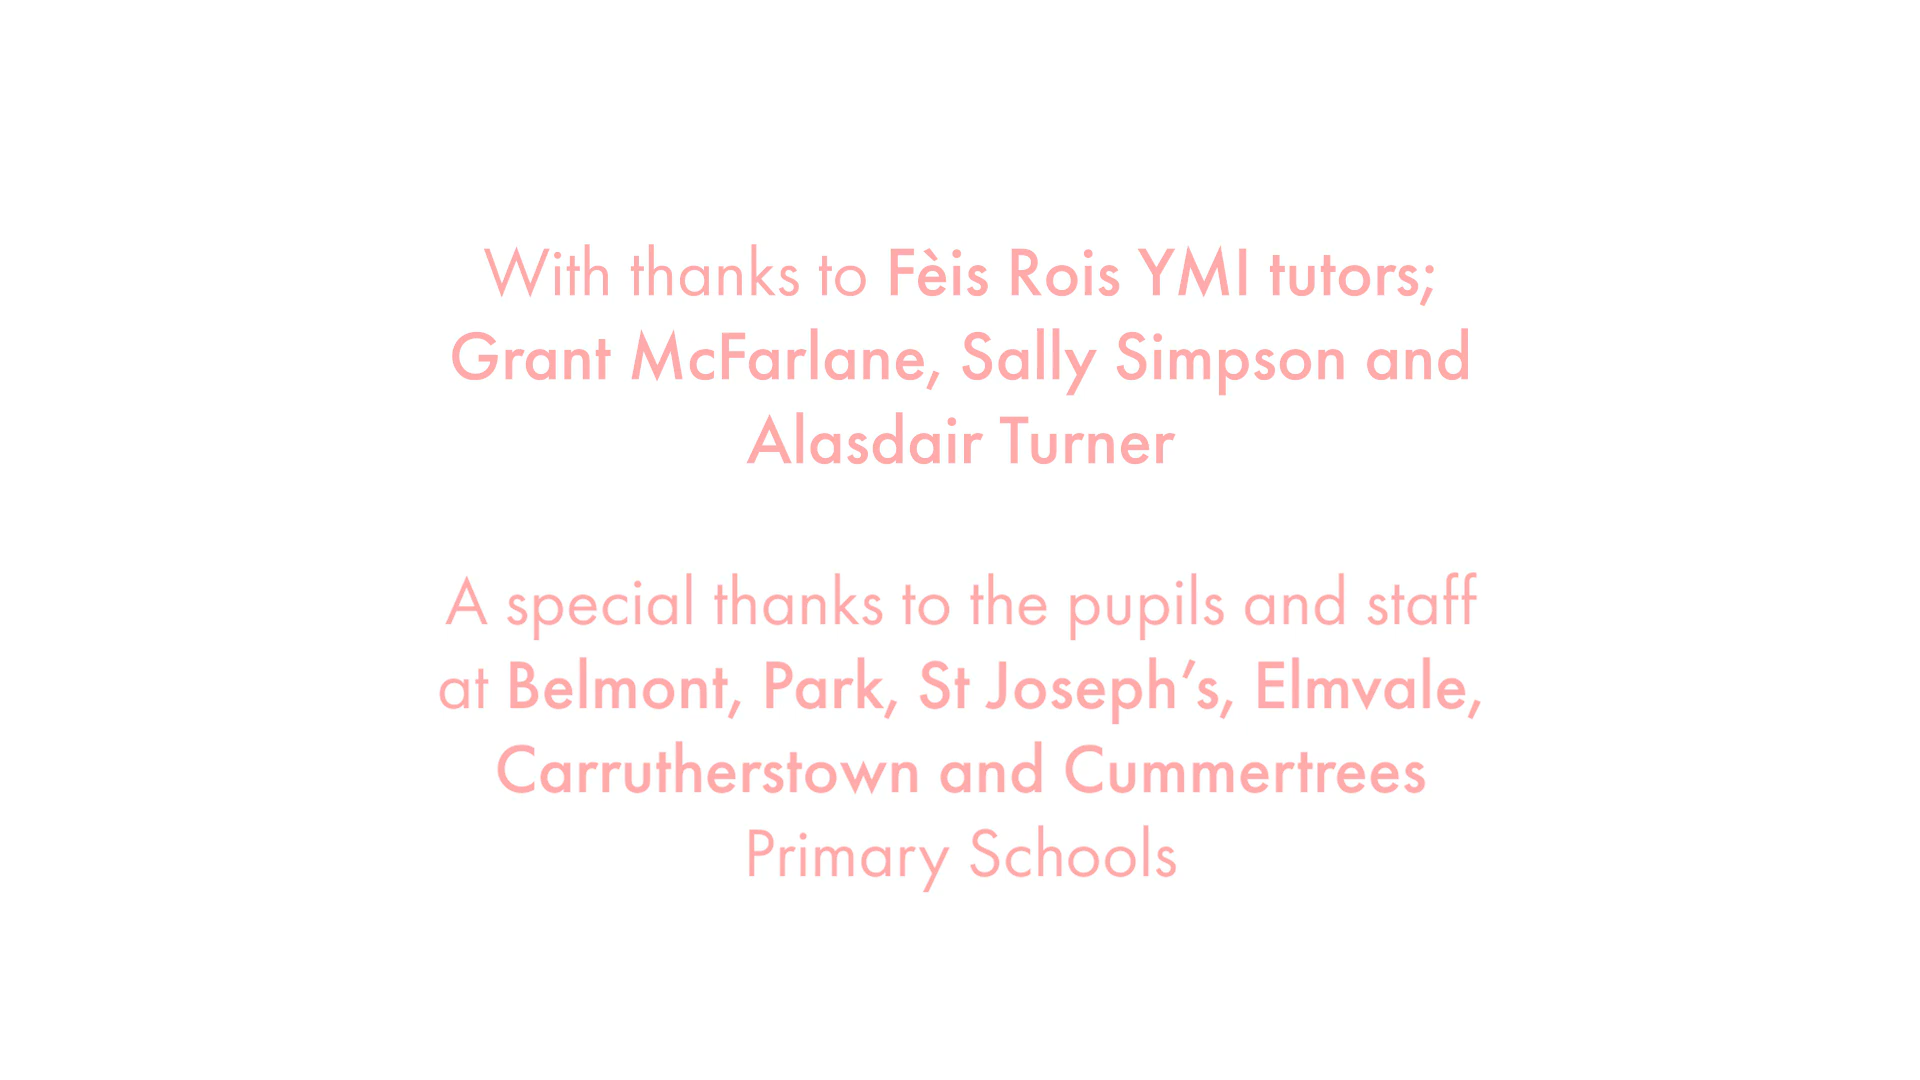 With thanks to Fèis Rois YMI tutors;
Grant McFarlane, Sally Simpson and
Alasdair Turner
A special thanks to the pupils and staff
at Belmont, Park, St Joseph’s, Elmvale,
Carrutherstown and Cummertrees
Primary Schools